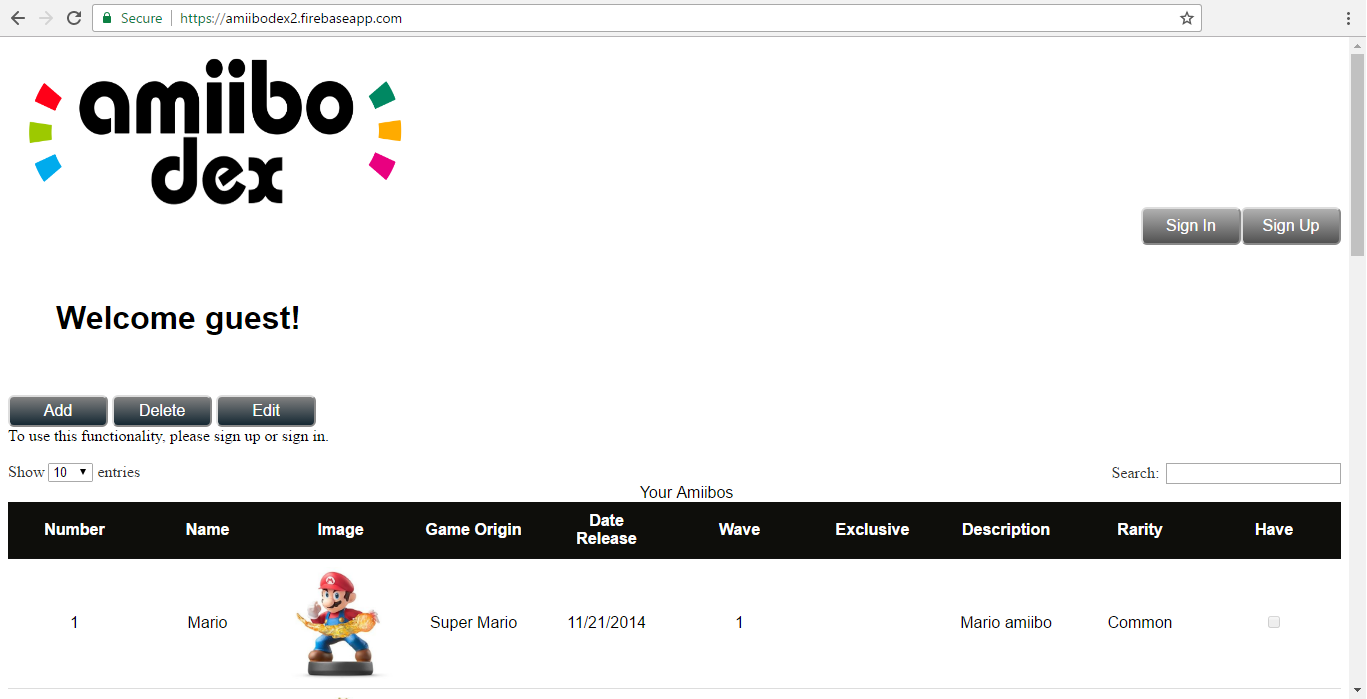 Secure https://amiibodex2.firebaseapp.com
amiibo
dex
Sign In Sign Up
Welcome guest!
Add Delete Edit
To use this functionality, please sign up or sign in.
Show 10 entries Search:
Your Amiibos
Number Name Image Game Origin Date Release Wave Exclusive Description Rarity Have
1 Mario Super Mario 11/21/2014 1 Mario amiibo Common